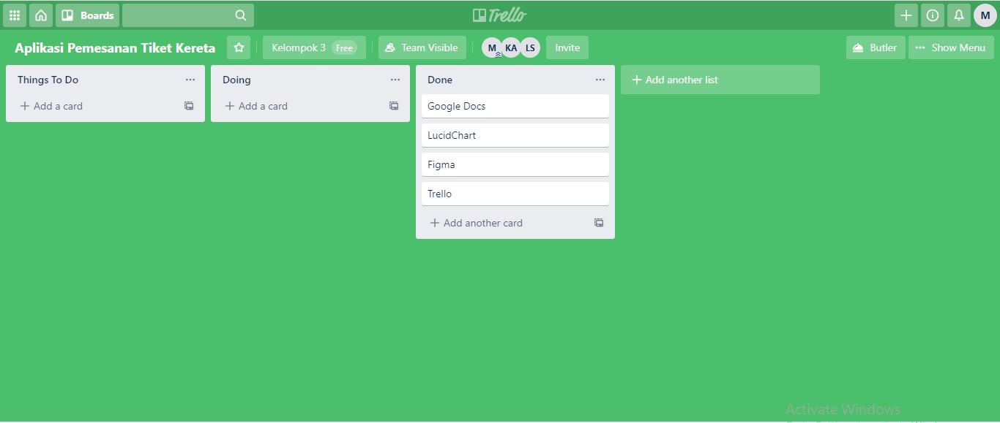 Boards
Trello
M
Aplikasi Pemesanan Tiket Kereta
Kelompok 3 Free
Team Visible
M KA LS
Invite
Butler
Show Menu
Things To Do
Add a card
Doing
Add a card
Done
Google Docs
LucidChart
Figma
Trello
Add another card
Add another list
Activate Windows